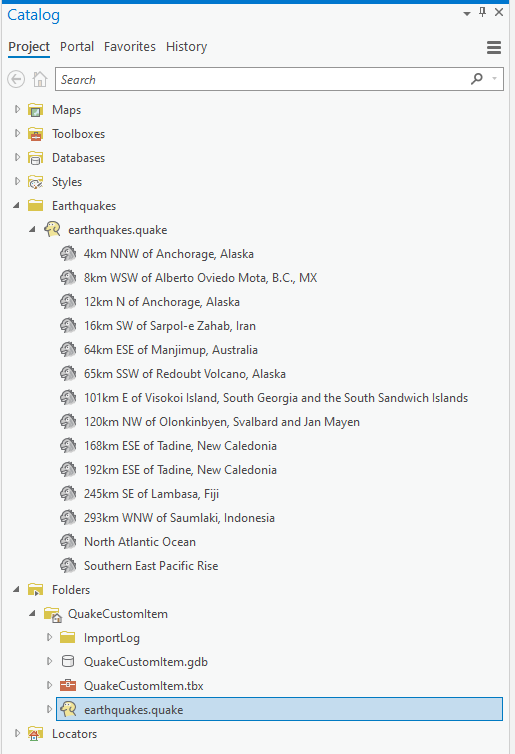 Catalog
Project Portal Favorites History
Search
Maps
Toolboxes
Databases
Styles
Earthquakes
earthquakes.quake
4km NNW of Anchorage, Alaska
8km WSW of Alberto Oviedo Mota, B.C., MX
12km N of Anchorage, Alaska
16km SW of Sarpol-e Zahab, Iran
64km ESE of Manjimup, Australia
65km SSW of Redoubt Volcano, Alaska
101km E of Visokoi Island, South Georgia and the South Sandwich Islands
120km NW of Olonkinbyen, Svalbard and Jan Mayen
168km ESE of Tadine, New Caledonia
192km ESE of Tadine, New Caledonia
245km SE of Lambasa, Fiji
293km WNW of Saumlaki, Indonesia
North Atlantic Ocean
Southern East Pacific Rise
Folders
QuakeCustomItem
ImportLog
QuakeCustomItem.gdb
QuakeCustomItem.tbx
earthquakes.quake
Locators